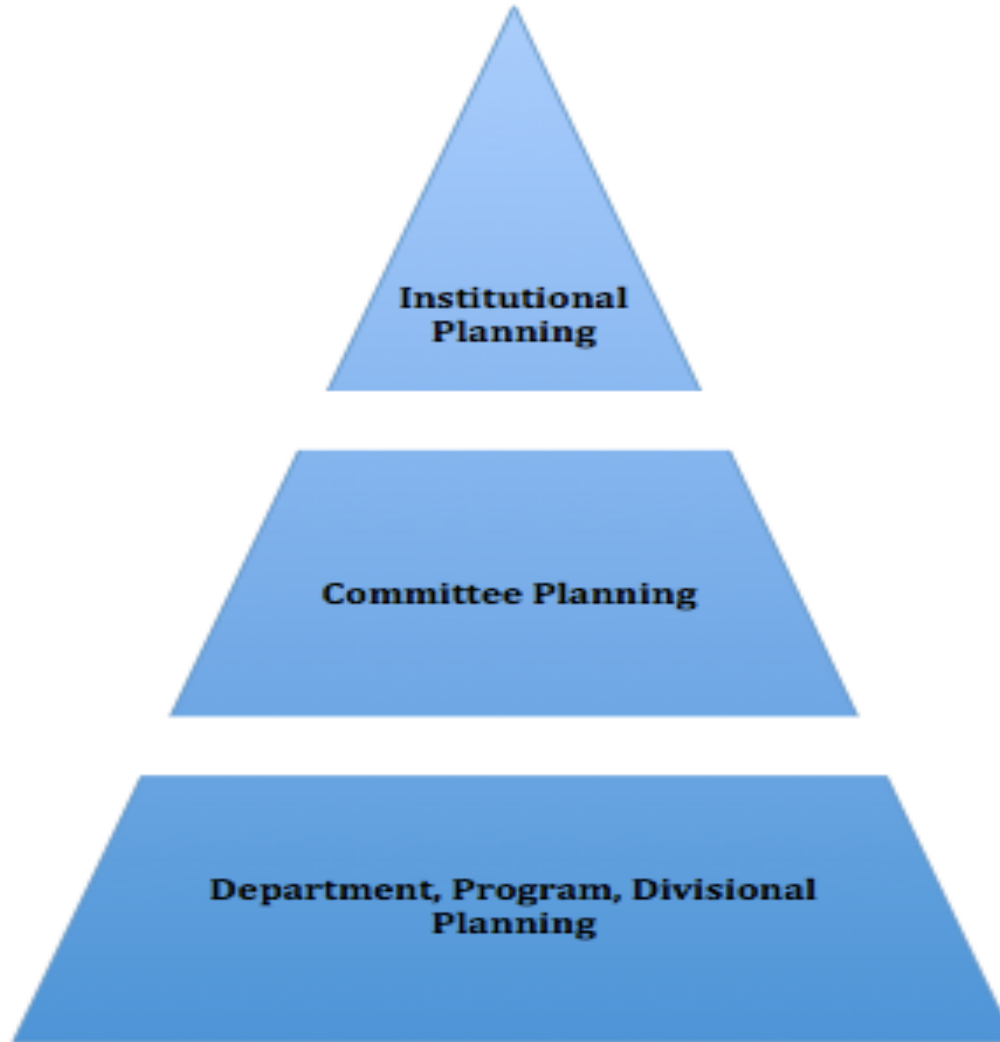 Institutional
Planning
Committee Planning
Department, Program, Divisional
Planning